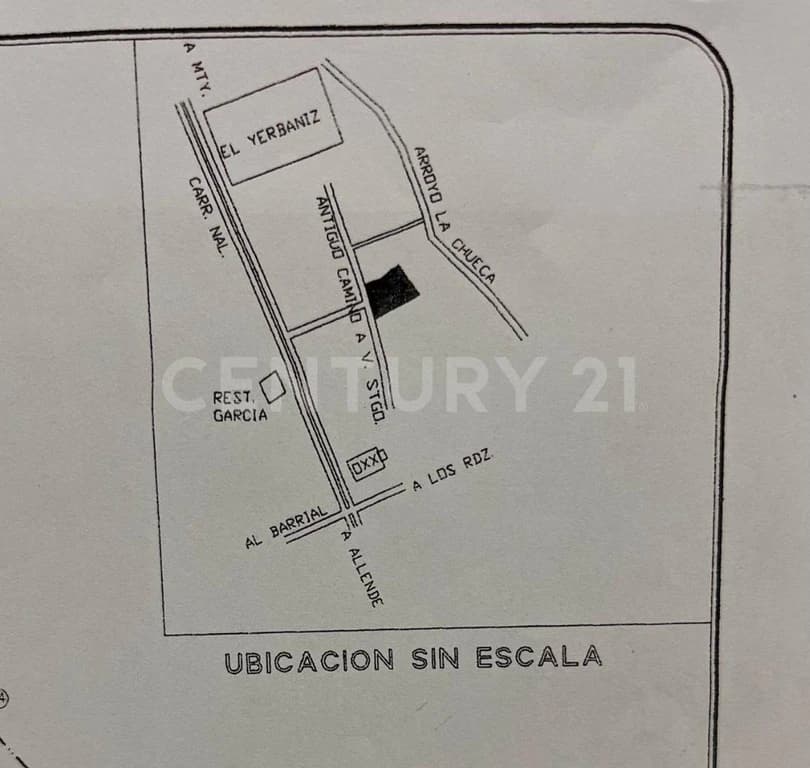 A MTY.
EL YERBANIZ
CARR. NAL.
ANTIGUO CAMINO A V. STGO.
ARROYO LA CHUECA
CENTURY 21
REST.
GARCIA
OXXO
A LOS RDZ.
AL BARRIAL
A ALLENDE
UBICACION SIN ESCALA
4